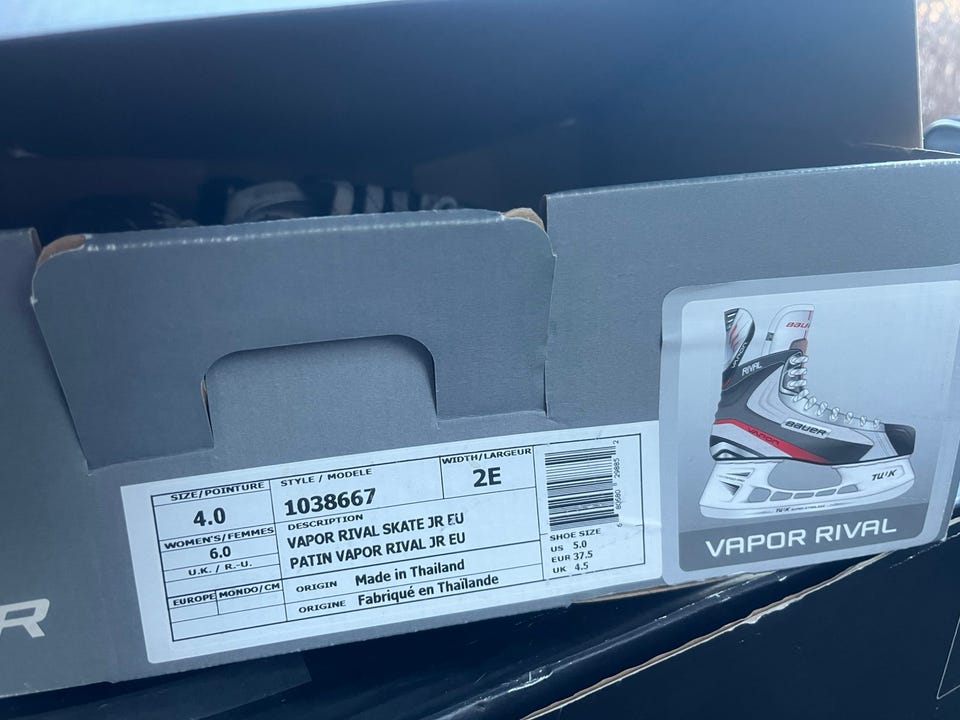 SIZE/POINTURE
4.0
WOMEN'S/FEMMES
6.0
U.K. / R.-U.
EUROPE
MONDO/CM
STYLE / MODELE
1038667
DESCRIPTION
VAPOR RIVAL SKATE JR EU
PATIN VAPOR RIVAL JR EU
ORIGIN Made in Thailand
ORIGINE Fabriqué en Thaïlande
WIDTH/LARGEUR
2E
SHOE SIZE
US 5.0
EUR 37.5
UK 4.5
RIVAL
BAUER
VAPOR
TUUK
VAPOR RIVAL
R